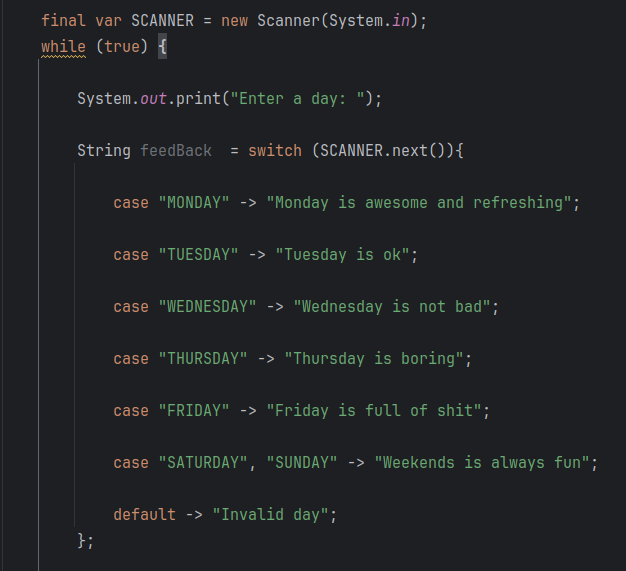 final var SCANNER = new Scanner(System.in);
while (true) {
System.out.print("Enter a day: ");
String feedBack  = switch (SCANNER.next()){
case "MONDAY" -> "Monday is awesome and refreshing";
case "TUESDAY" -> "Tuesday is ok";
case "WEDNESDAY" -> "Wednesday is not bad";
case "THURSDAY" -> "Thursday is boring";
case "FRIDAY" -> "Friday is full of shit";
case "SATURDAY", "SUNDAY" -> "Weekends is always fun";
default -> "Invalid day";
};